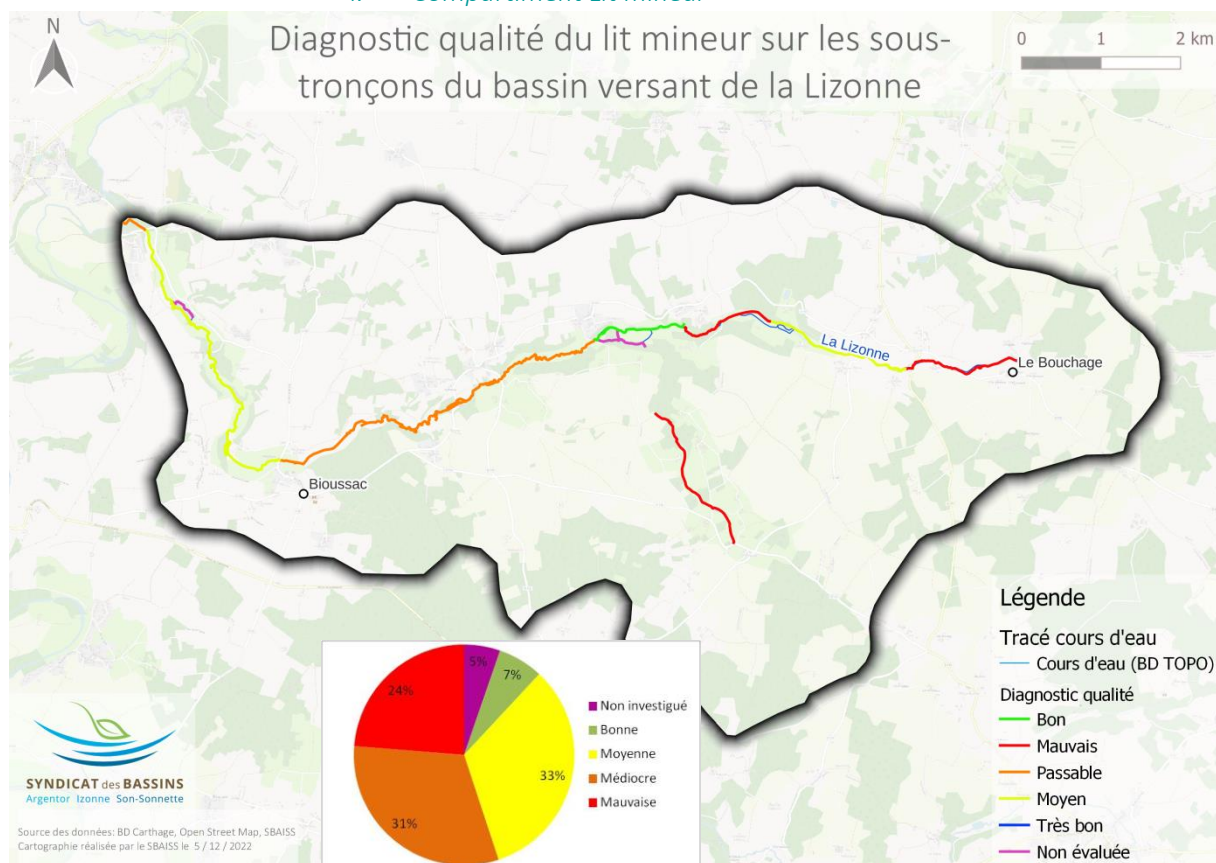 Compartiment Lit mineur
Diagnostic qualité du lit mineur sur les sous-
tronçons du bassin versant de la Lizonne
N
0 1 2 km
La Lizonne
Le Bouchage
Bioussac
Légende
Tracé cours d'eau
Cours d'eau (BD TOPO)
Diagnostic qualité
Bon
Mauvais
Passable
Moyen
Très bon
Non évaluée
5%
7%
33%
31%
24%
Non investigué
Bonne
Moyenne
Médiocre
Mauvaise
SYNDICAT des BASSINS
Argentor Izonne Son-Sonnette
Source des données: BD Carthage, Open Street Map, SBAISS
Cartographie réalisée par le SBAISS le 5 / 12 / 2022